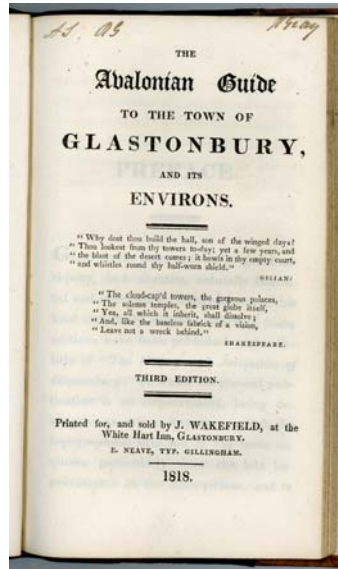 THE
Avalonian Guide
TO THE TOWN OF
GLASTONBURY,
AND ITS
ENVIRONS.
" Why dost thou build the hall, son of the winged days?
" Thou lookest from thy towers to-day; yet a few years, and
" the blast of the desert comes; it howls in thy empty court,
" and whistles round thy half-worn shield."
OSSIAN:
" The cloud-cap'd towers, the gorgeous palaces,
" The solemn temples, the great globe itself,
" Yea, all which it inherit, shall dissolve;
" And, like the baseless fabrick of a vision,
" Leave not a wreck behind."
SHAKESPEARE.
THIRD EDITION.
Printed for, and sold by J. WAKEFIELD, at the
White Hart Inn, GLASTONBURY.
E. NEAVE, TYP. GILLINGHAM.
1818.